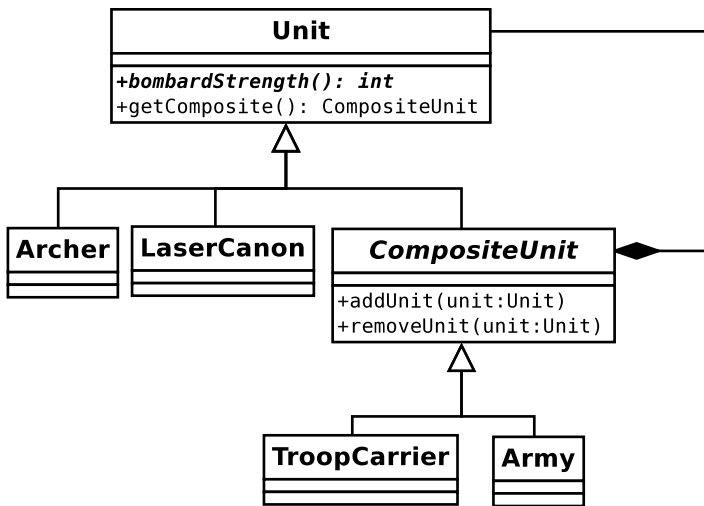 Unit
+bombardStrength(): int
+getComposite(): CompositeUnit
Archer
LaserCanon
CompositeUnit
+addUnit(unit:Unit)
+removeUnit(unit:Unit)
TroopCarrier
Army